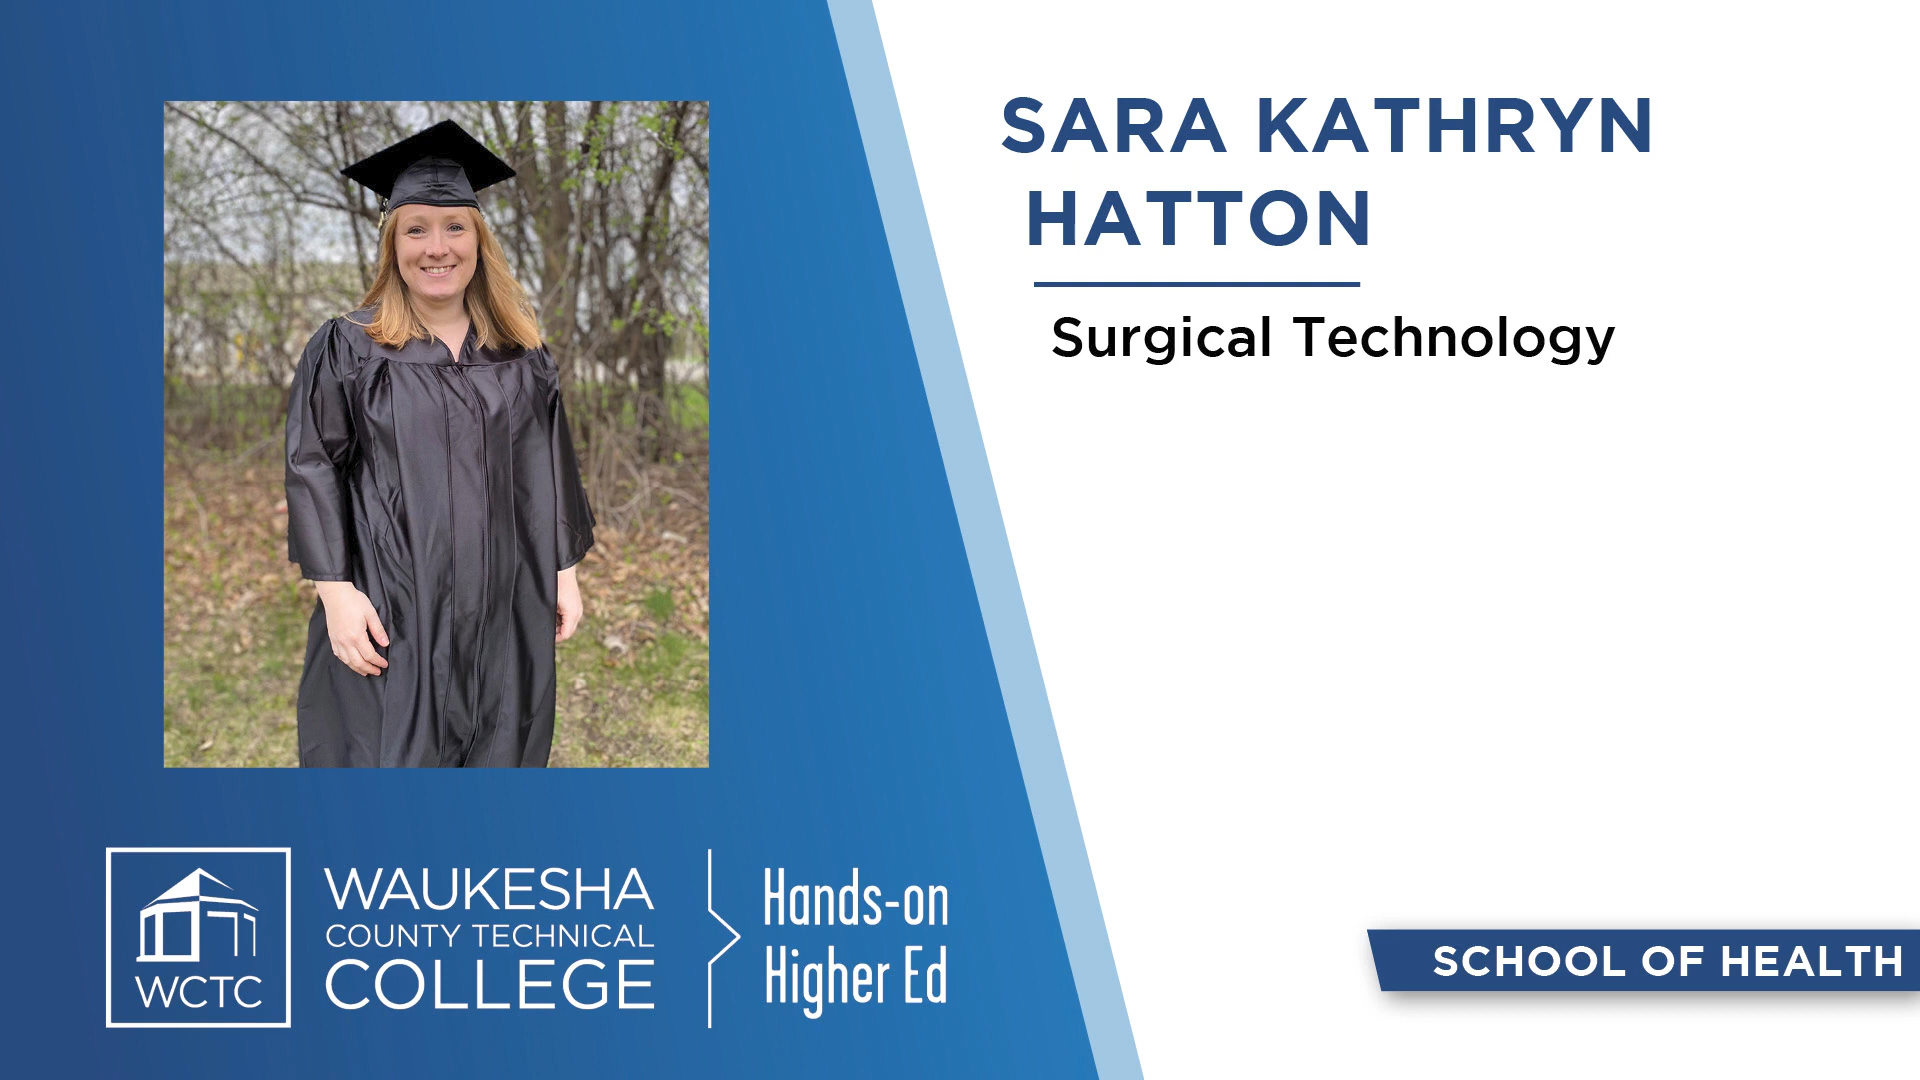 SARA KATHRYN
HATTON
Surgical Technology
WCTC
WAUKESHA
COUNTY TECHNICAL
COLLEGE
Hands-on
Higher Ed
SCHOOL OF HEALTH